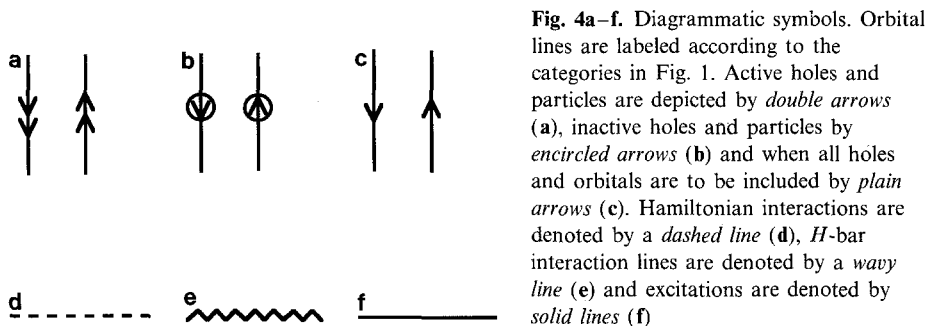 a
b
c
d
e
f
Fig. 4a–f. Diagrammatic symbols. Orbital
lines are labeled according to the
categories in Fig. 1. Active holes and
particles are depicted by double arrows
(a), inactive holes and particles by
encircled arrows (b) and when all holes
and orbitals are to be included by plain
arrows (c). Hamiltonian interactions are
denoted by a dashed line (d), H-bar
interaction lines are denoted by a wavy
line (e) and excitations are denoted by
solid lines (f)